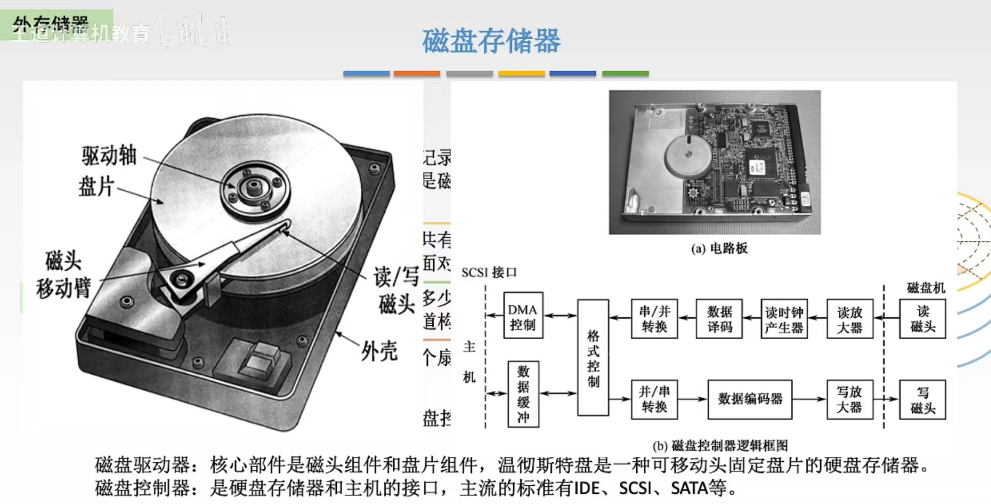 外存储器
王道计算机教育 bilibili
磁盘存储器
驱动轴
盘片
磁头
移动臂
读/写
磁头
外壳
记录
是磁
共有
面对
多少
道构
个扇
盘控
(a) 电路板
SCSI 接口
磁盘机
主机
DMA
控制
数据缓冲
格式控制
串/并
转换
数据
译码
读时钟
产生器
读放
大器
读
磁头
并/串
转换
数据编码器
写放
大器
写
磁头
(b) 磁盘控制器逻辑框图
磁盘驱动器：核心部件是磁头组件和盘片组件，温彻斯特盘是一种可移动头固定盘片的硬盘存储器。
磁盘控制器：是硬盘存储器和主机的接口，主流的标准有IDE、SCSI、SATA等。